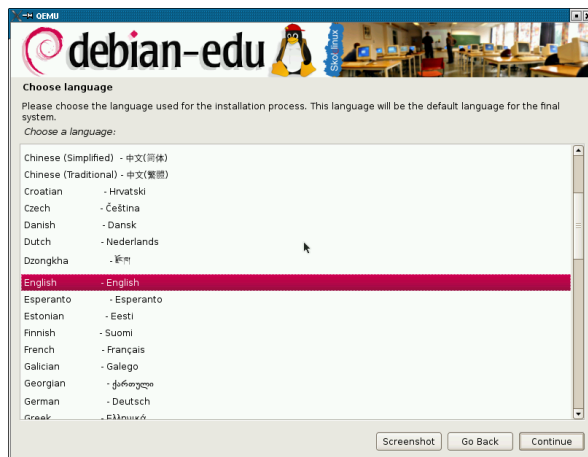 QEMU
debian-edu
Skolelinux
Choose language
Please choose the language used for the installation process. This language will be the default language for the final
system.
Choose a language:
Chinese (Simplified) - 中文(简体)
Chinese (Traditional) - 中文(繁體)
Croatian - Hrvatski
Czech - Čeština
Danish - Dansk
Dutch - Nederlands
Dzongkha - རྫོང་ཁ།
English - English
Esperanto - Esperanto
Estonian - Eesti
Finnish - Suomi
French - Français
Galician - Galego
Georgian - ქართული
German - Deutsch
Greek - Ελληνικά
Screenshot Go Back Continue